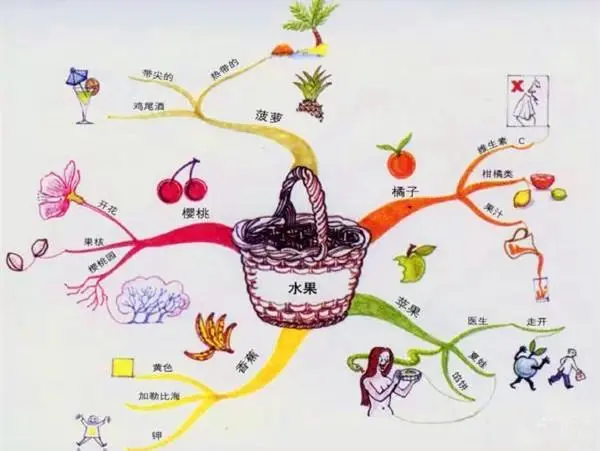 水果
菠萝
热带的
带尖的
鸡尾酒
橘子
维生素 C
柑橘类
果汁
苹果
医生
走开
夏娃
馅饼
香蕉
黄色
加勒比海
钾
樱桃
开花
果核
樱桃园